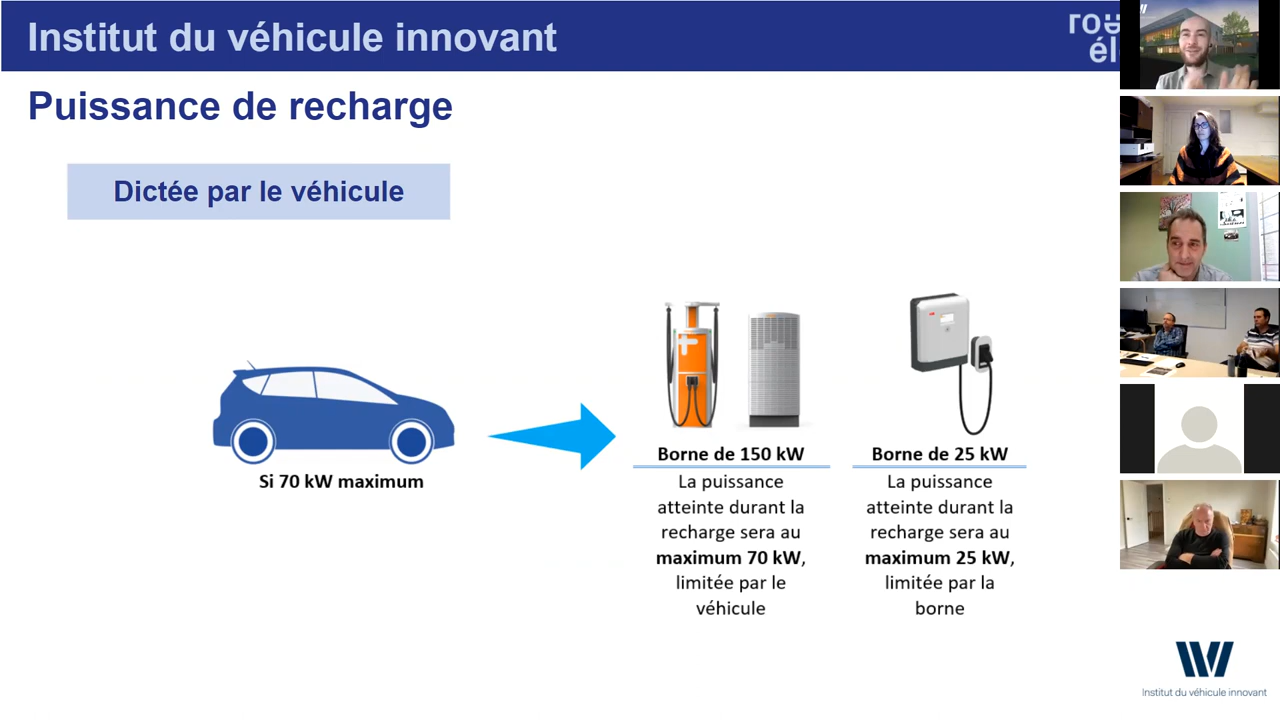 Institut du véhicule innovant
Puissance de recharge
Dictée par le véhicule
Si 70 kW maximum
Borne de 150 kW
La puissance
atteinte durant la
recharge sera au
maximum 70 kW,
limitée par le
véhicule
Borne de 25 kW
La puissance
atteinte durant la
recharge sera au
maximum 25 kW,
limitée par la
borne
Institut du véhicule innovant